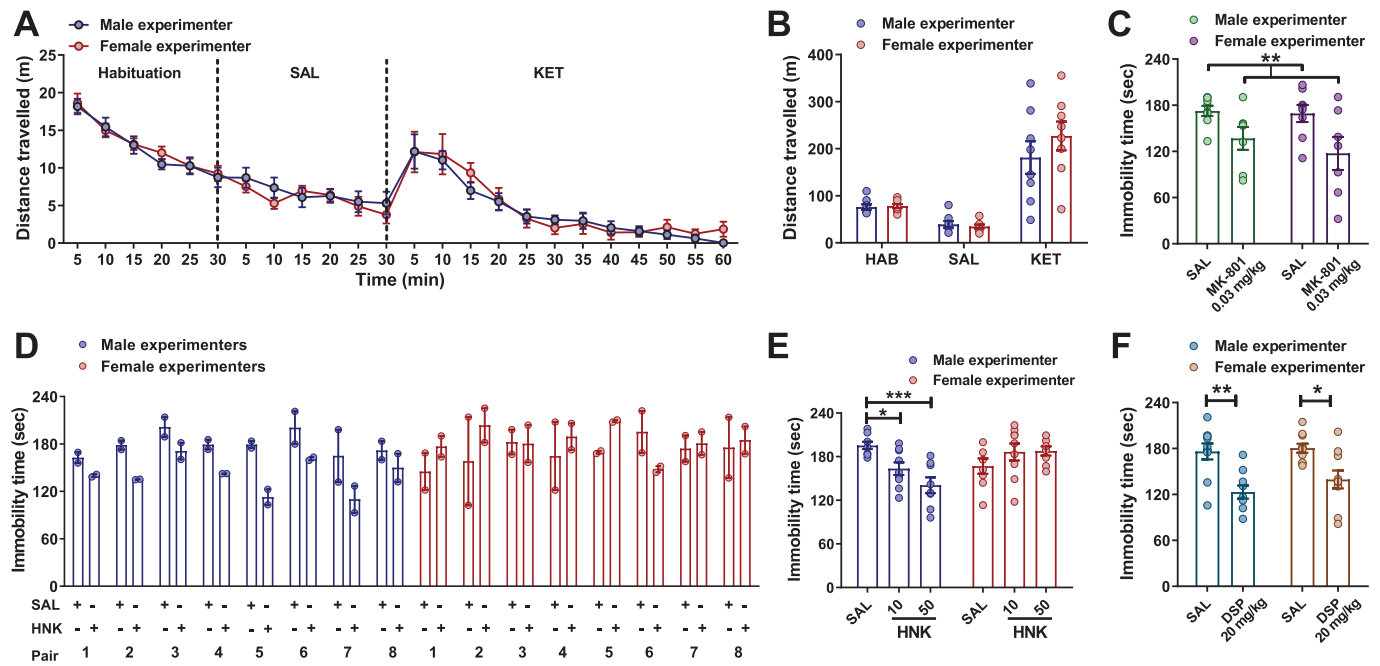 A
Male experimenter
Female experimenter
Distance travelled (m)
25
20
15
10
5
0
Habituation SAL KET
5 10 15 20 25 30 5 10 15 20 25 30 5 10 15 20 25 30 35 40 45 50 55 60
Time (min)
B
Male experimenter
Female experimenter
Distance travelled (m)
400
300
200
100
0
HAB SAL KET
C
Male experimenter
Female experimenter
Immobility time (sec)
240
180
120
60
0
**
SAL MK-801 0.03 mg/kg SAL MK-801 0.03 mg/kg
D
Male experimenters
Female experimenters
Immobility time (sec)
240
180
120
60
0
SAL + - + - + - + - + - + - + - + - + - + - + - + - + - + - + - + -
HNK - + - + - + - + - + - + - + - + - + - + - + - + - + - + - + - +
Pair 1 2 3 4 5 6 7 8 1 2 3 4 5 6 7 8
E
Male experimenter
Female experimenter
Immobility time (sec)
240
180
120
60
0
***
*
SAL 10 50 SAL 10 50
HNK HNK
F
Male experimenter
Female experimenter
Immobility time (sec)
240
180
120
60
0
** *
SAL DSP 20 mg/kg SAL DSP 20 mg/kg